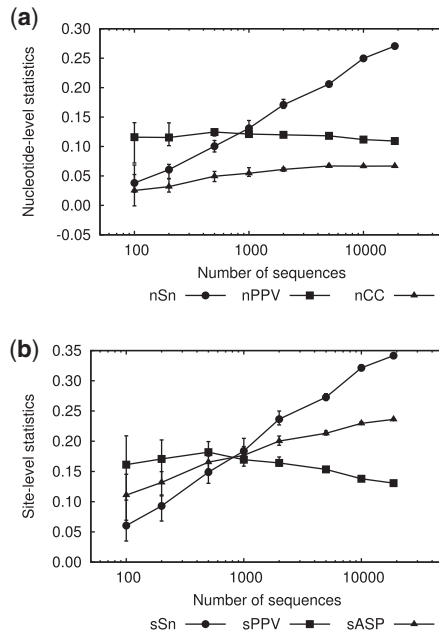 (a)
0.30
0.25
0.20
0.15
0.10
0.05
0.00
-0.05
Nucleotide-level statistics
100 1000 10000
Number of sequences
nSn nPPV nCC
(b)
0.35
0.30
0.25
0.20
0.15
0.10
0.05
0.00
Site-level statistics
100 1000 10000
Number of sequences
sSn sPPV sASP